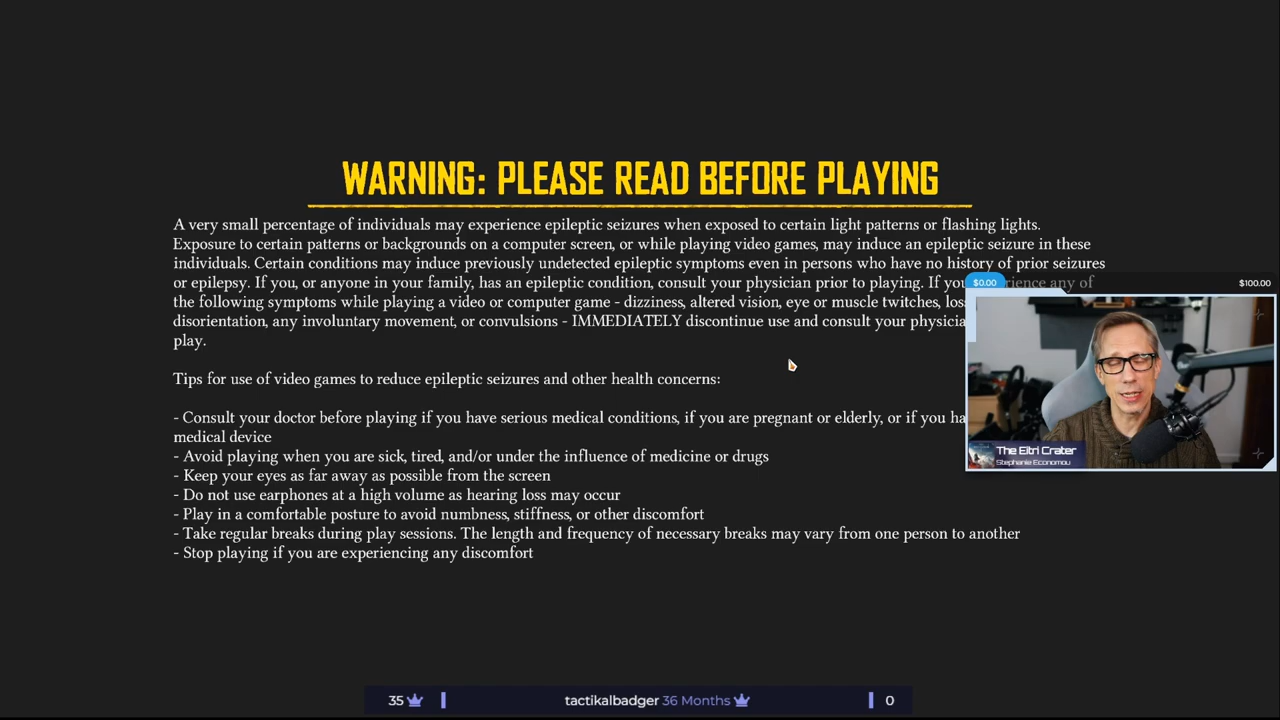 WARNING: PLEASE READ BEFORE PLAYING
A very small percentage of individuals may experience epileptic seizures when exposed to certain light patterns or flashing lights.
Exposure to certain patterns or backgrounds on a computer screen, or while playing video games, may induce an epileptic seizure in these
individuals. Certain conditions may induce previously undetected epileptic symptoms even in persons who have no history of prior seizures
or epilepsy. If you, or anyone in your family, has an epileptic condition, consult your physician prior to playing. If you experience any of
the following symptoms while playing a video or computer game - dizziness, altered vision, eye or muscle twitches, loss
disorientation, any involuntary movement, or convulsions - IMMEDIATELY discontinue use and consult your
play.
Tips for use of video games to reduce epileptic seizures and other health concerns:
- Consult your doctor before playing if you have serious medical conditions, if you are pregnant or elderly, or if you
medical device
- Avoid playing when you are sick, tired, and/or under the influence of medicine or drugs
- Keep your eyes as far away as possible from the screen
- Do not use earphones at a high volume as hearing loss may occur
- Play in a comfortable posture to avoid numbness, stiffness, or other discomfort
- Take regular breaks during play sessions. The length and frequency of necessary breaks may vary from one person to another
- Stop playing if you are experiencing any discomfort
$0.00
$100.00
The Eltri Crater
Stephanie Economou
35
tactikalbadger 36 Months
0